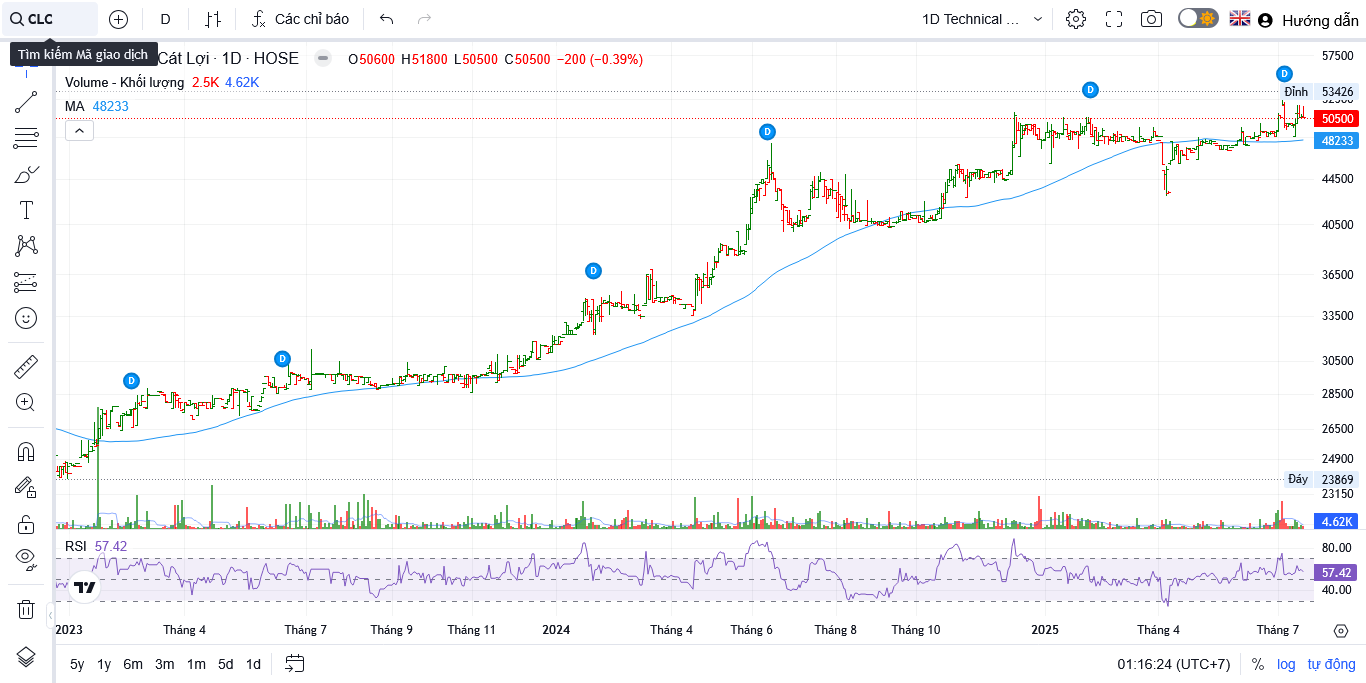 CLC
D
Các chỉ báo
1D Technical ...
Hướng dẫn
Tìm kiếm Mã giao dịch
Cát Lợi · 1D · HOSE
O50600 H51800 L50500 C50500 −200 (−0.39%)
Volume - Khối lượng 2.5K 4.62K
MA 48233
D
D
D
D
D
D
57500
Đỉnh 53426
50500
48233
44500
40500
36500
33500
30500
28500
26500
24900
Đáy 23869
23150
4.62K
RSI 57.42
80.00
57.42
40.00
2023 Tháng 4 Tháng 7 Tháng 9 Tháng 11 2024 Tháng 4 Tháng 6 Tháng 8 Tháng 10 2025 Tháng 4 Tháng 7
5y 1y 6m 3m 1m 5d 1d
01:16:24 (UTC+7) % log tự động